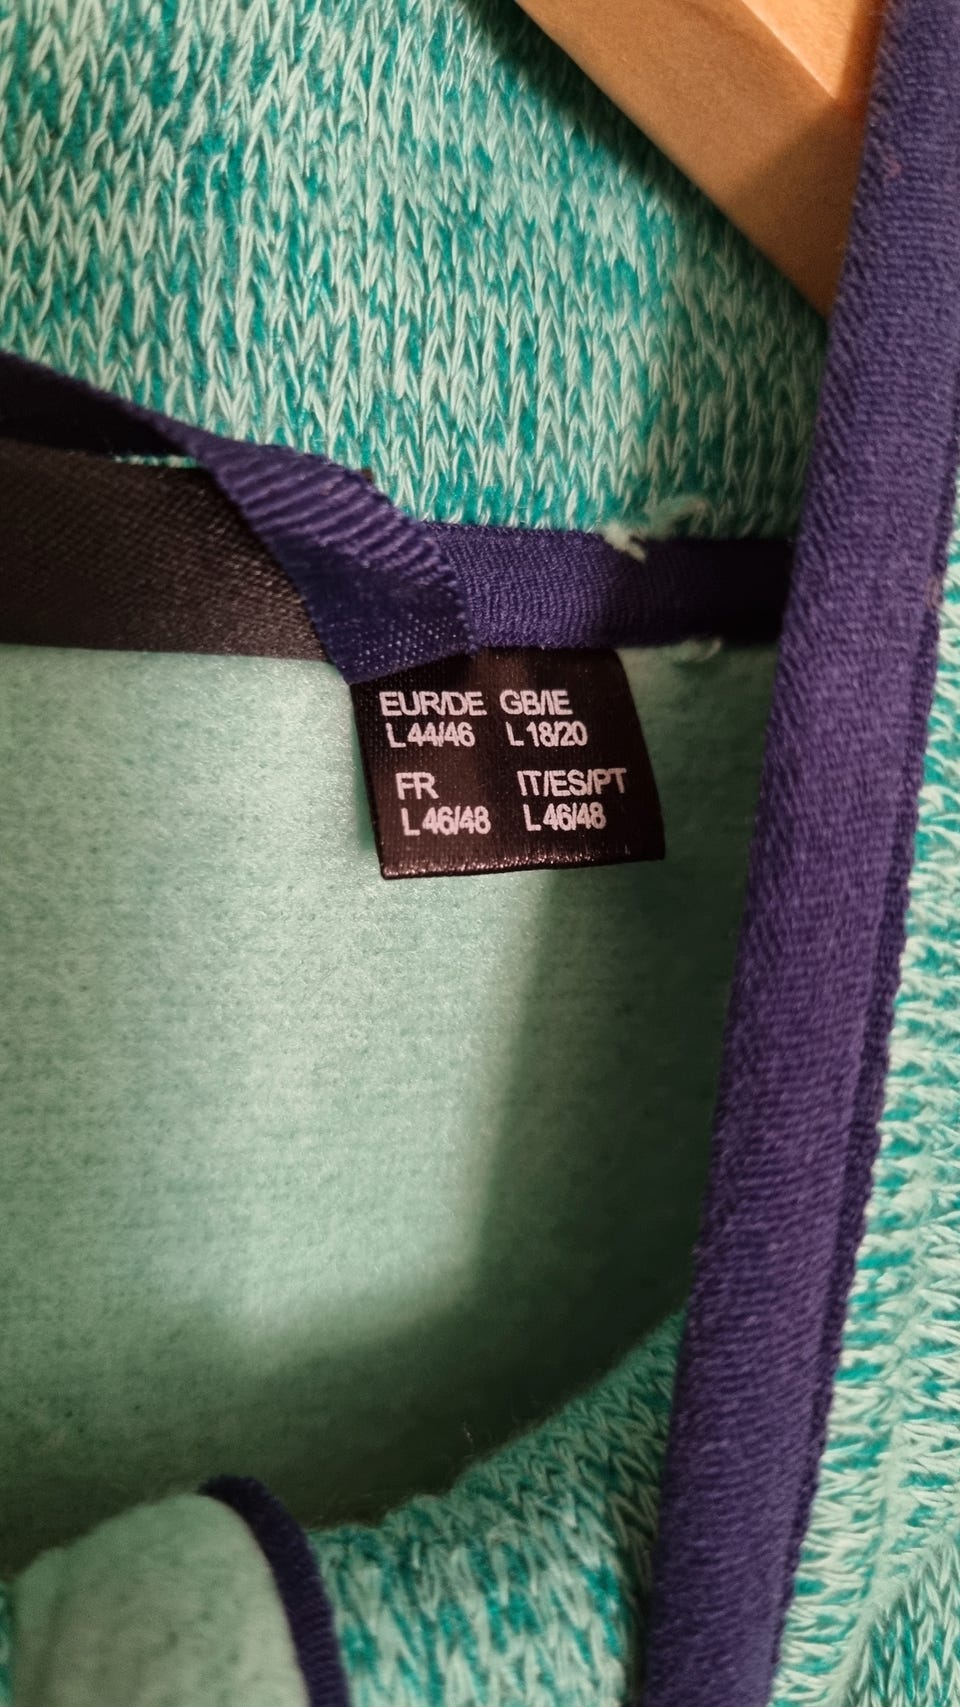 EUR/DE GB/IE
L 44/46 L 18/20
FR IT/ES/PT
L 46/48 L 46/48